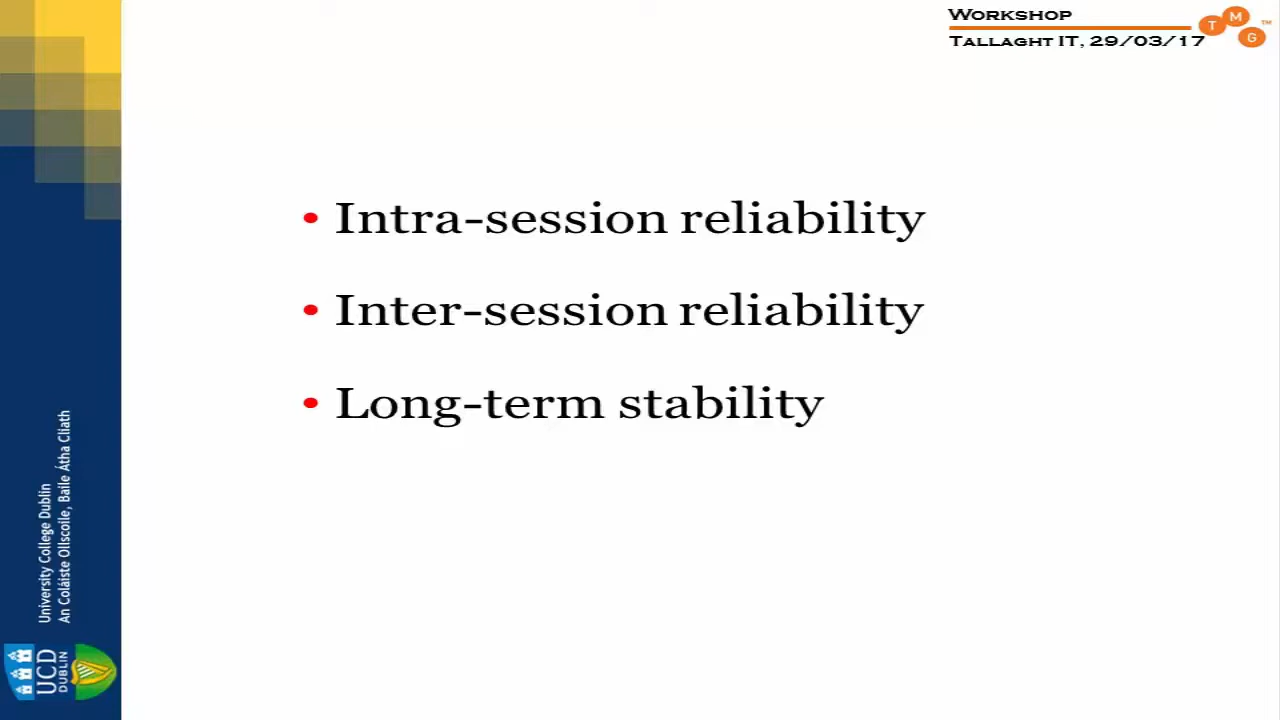 Workshop
Tallaght IT, 29/03/17
T M G ™
• Intra-session reliability
• Inter-session reliability
• Long-term stability
University College Dublin
An Coláiste Ollscoile, Baile Átha Cliath
UCD
DUBLIN